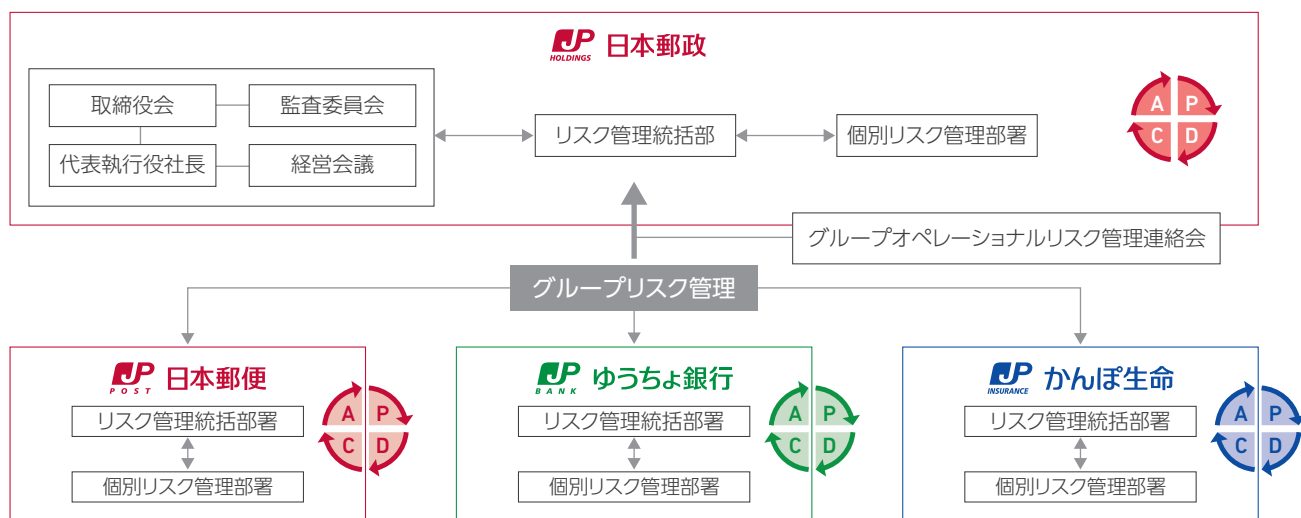 JP HOLDINGS 日本郵政
取締役会
監査委員会
代表執行役社長
経営会議
リスク管理統括部
個別リスク管理部署
A P
C D
グループオペレーショナルリスク管理連絡会
グループリスク管理
JP POST 日本郵便
リスク管理統括部署
個別リスク管理部署
A P
C D
JP BANK ゆうちょ銀行
リスク管理統括部署
個別リスク管理部署
A P
C D
JP INSURANCE かんぽ生命
リスク管理統括部署
個別リスク管理部署
A P
C D